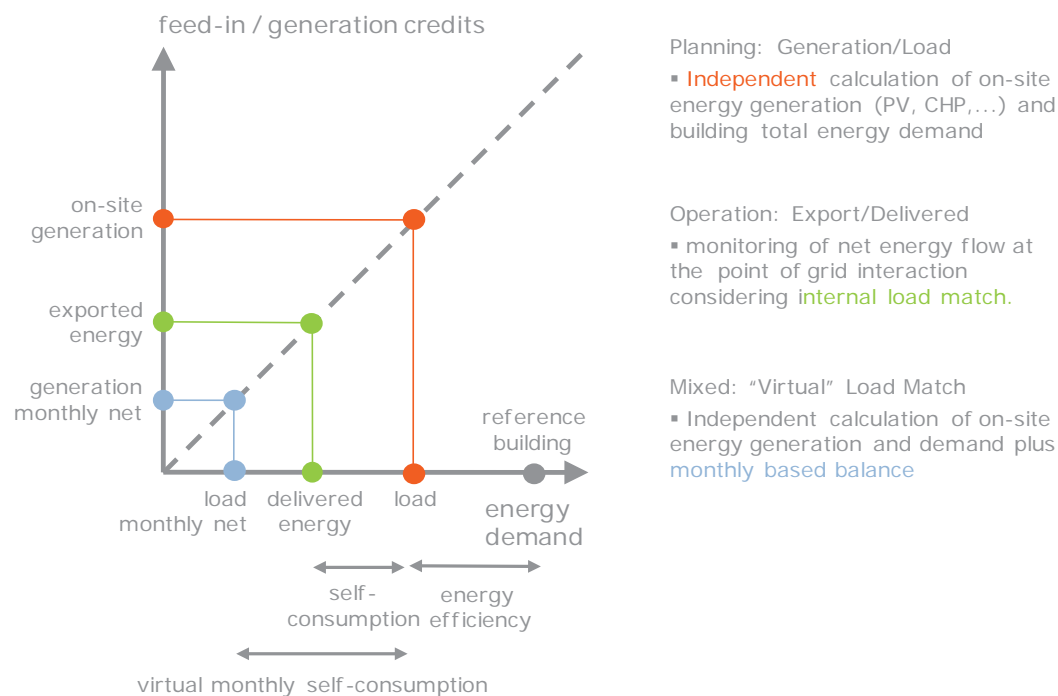 feed-in / generation credits
on-site
generation
exported
energy
generation
monthly net
reference
building
load
monthly net
delivered
energy
load
energy
demand
self-
consumption
energy
efficiency
virtual monthly self-consumption
Planning: Generation/Load
▪ Independent calculation of on-site
energy generation (PV, CHP,...) and
building total energy demand
Operation: Export/Delivered
▪ monitoring of net energy flow at
the point of grid interaction
considering internal load match.
Mixed: “Virtual” Load Match
▪ Independent calculation of on-site
energy generation and demand plus
monthly based balance